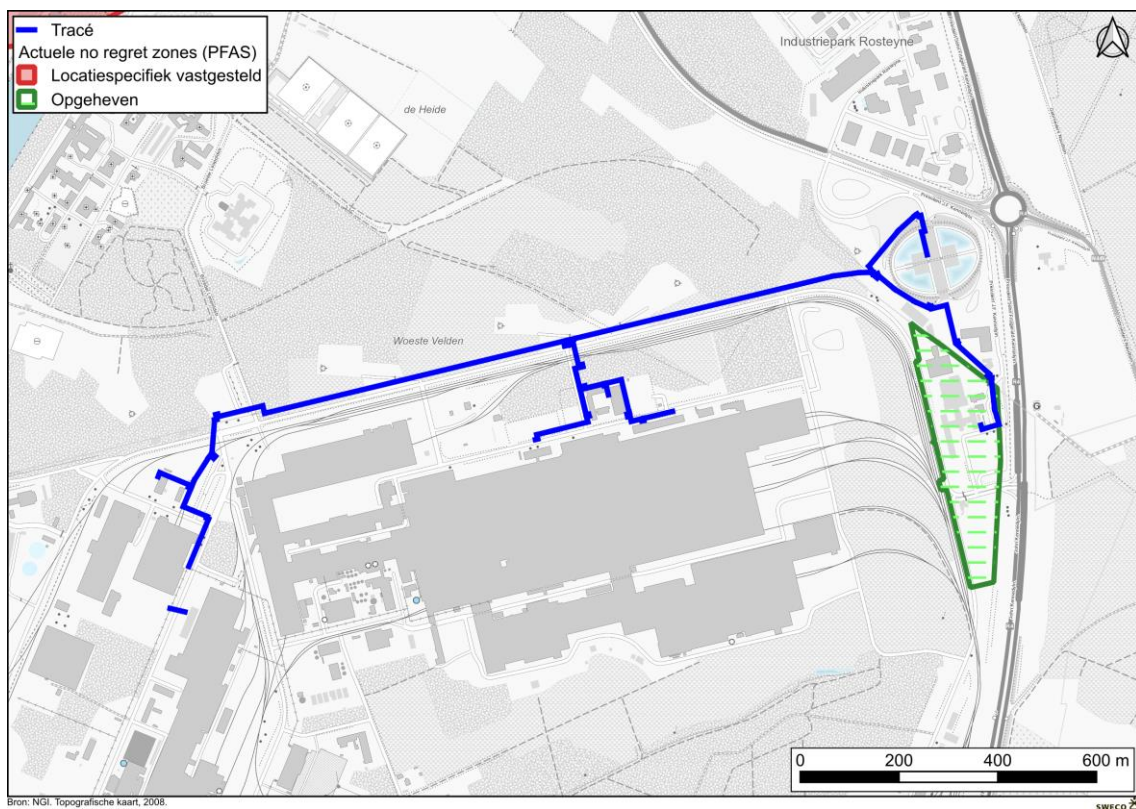 Tracé
Actuele no regret zones (PFAS)
Locatiespecifiek vastgesteld
Opgeheven
Industriepark Rosteyne
de Heide
Woeste Velden
0 200 400 600 m
Bron: NGI. Topografische kaart, 2008.
SWECO